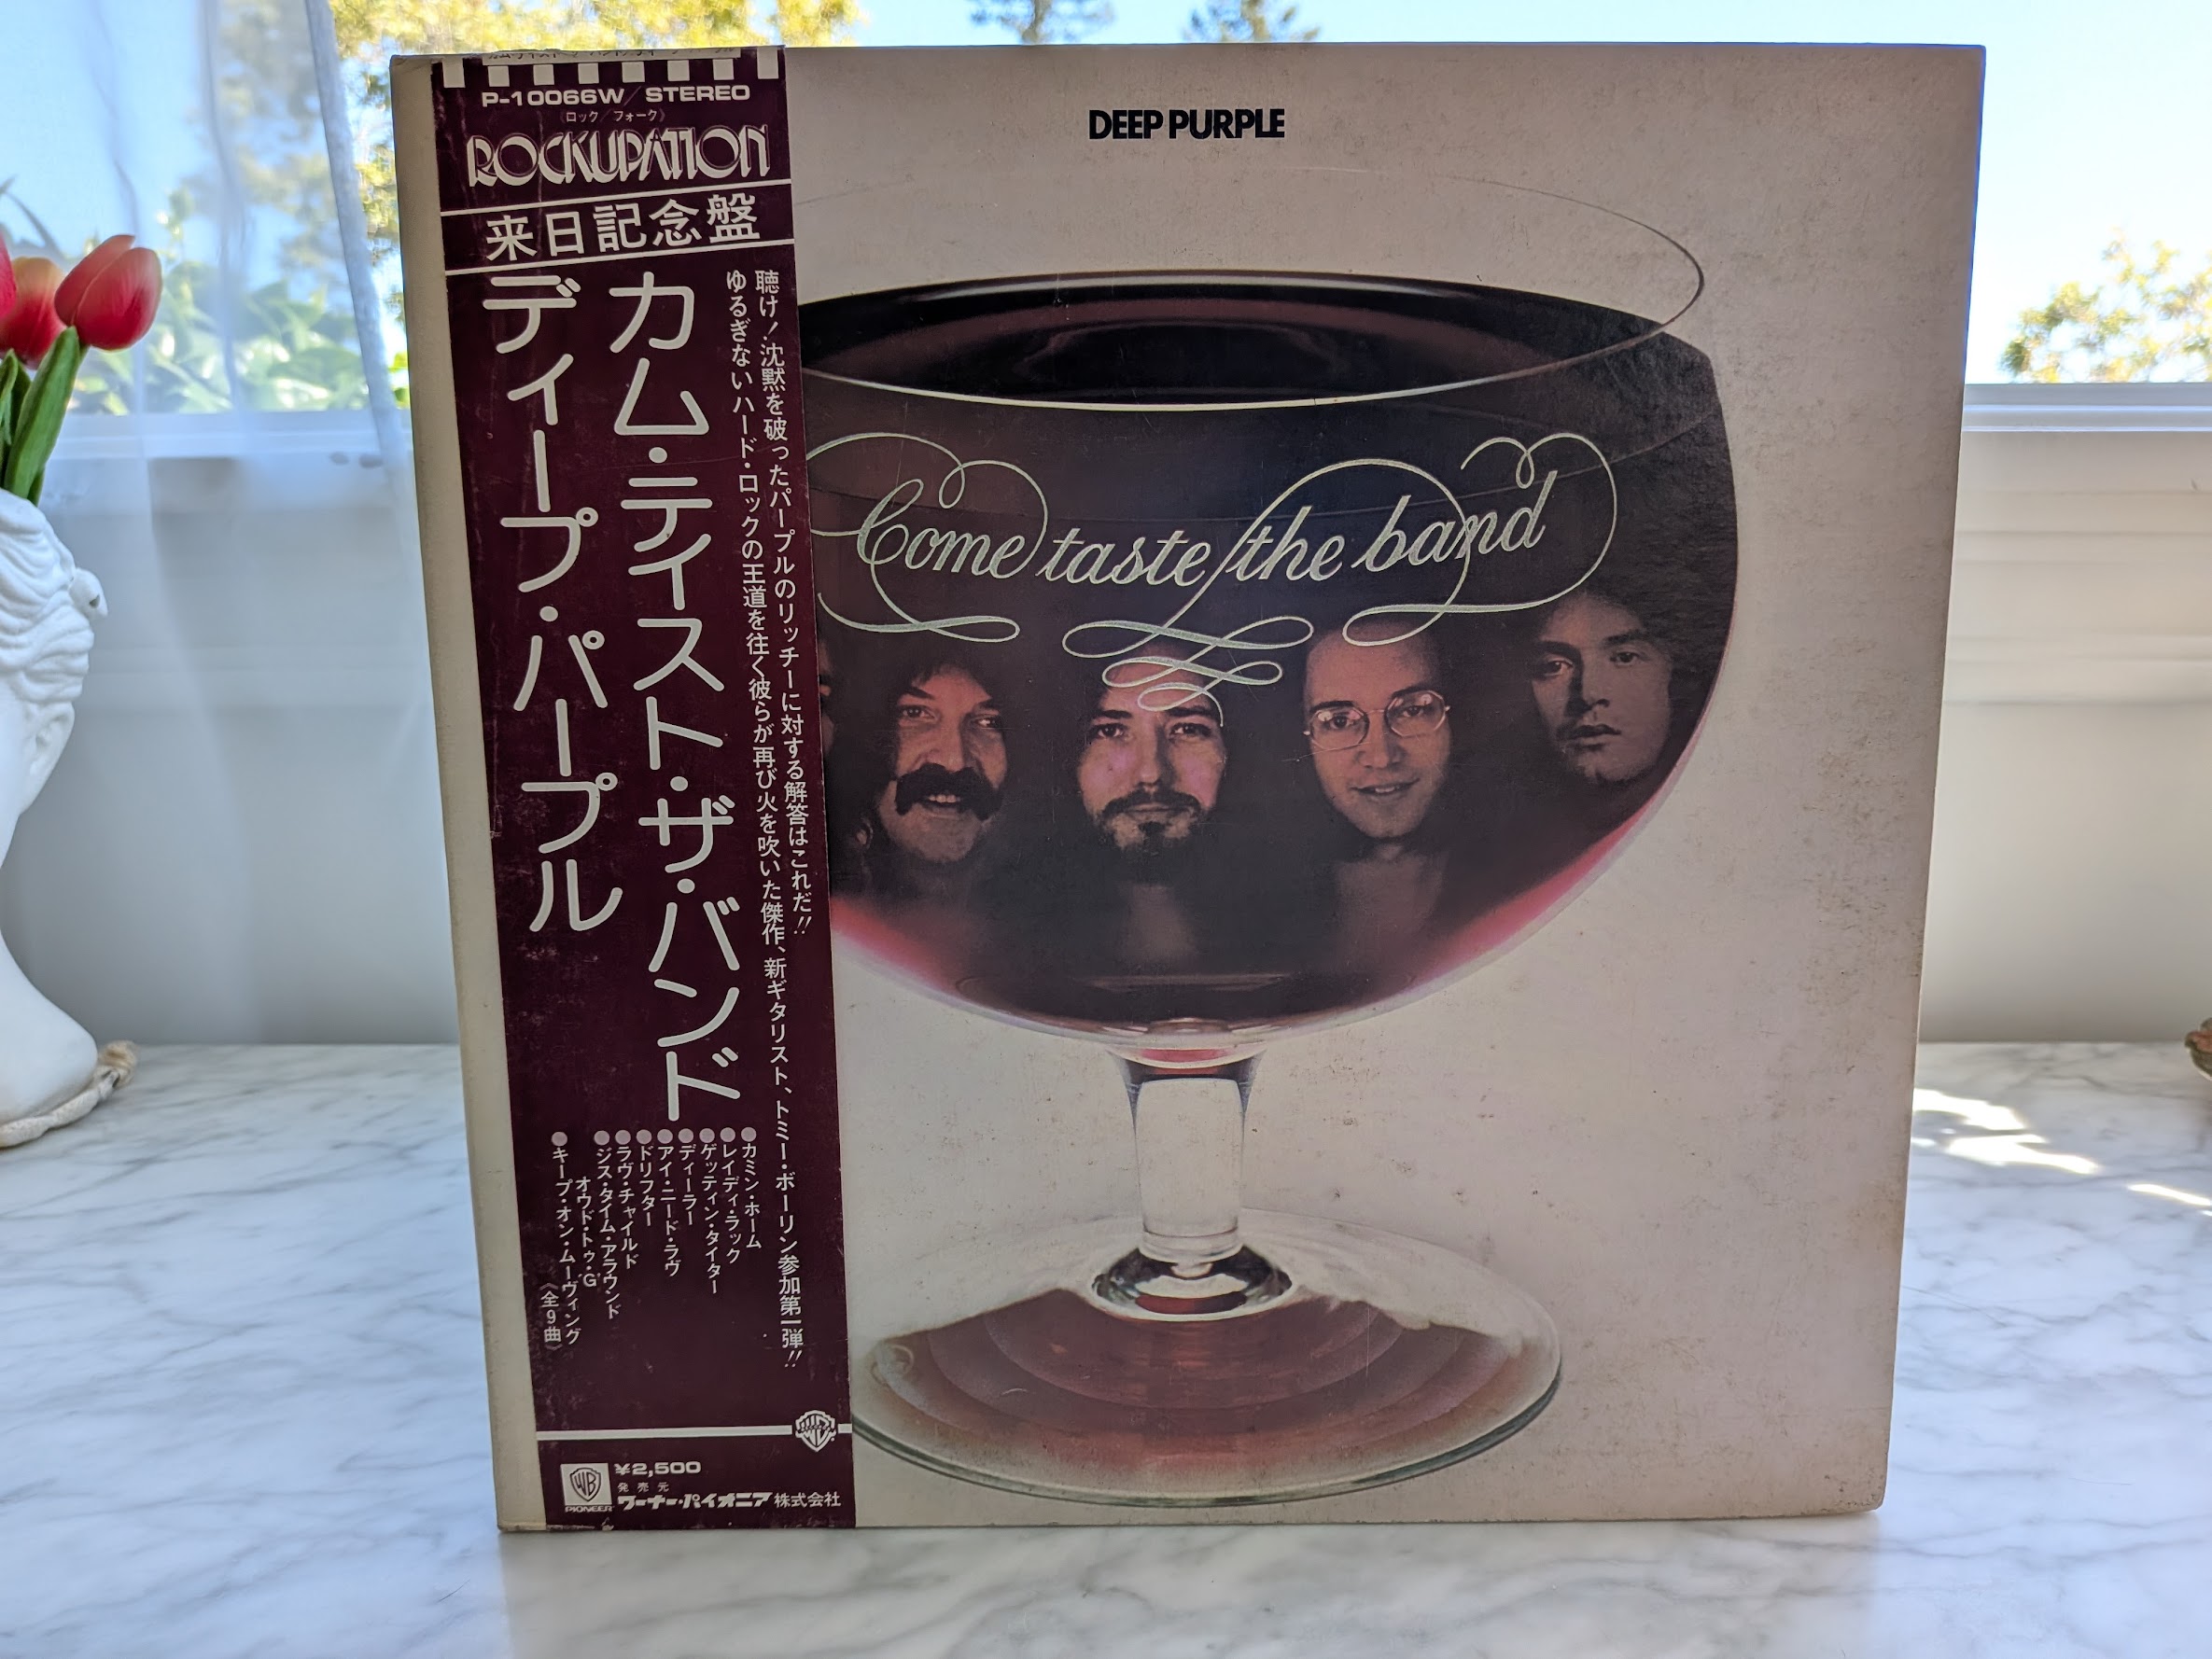 P-10066W/STEREO
《ロック/フォーク》
ROCKUPATION
来日記念盤
聴け!沈黙を破ったパープルのリッチーに対する解答はこれだ!!
ゆるぎないハード・ロックの王道を往く彼らが再び火を吹いた傑作、新ギタリスト、トミー・ボーリン参加第一弾!!
カム・テイスト・ザ・バンド
ディープ・パープル
●カミン・ホーム
●レイディ・ラック
●ゲッティン・タイター
●ディーラー
●アイ・ニード・ラヴ
●ドリフター
●ラヴ・チャイルド
●ジス・タイム・アラウンド
オウド・トゥ・'G'
●キープ・オン・ムーヴィング
〈全9曲〉
WB
PIONEER
¥2,500
発売元
ワーナー・パイオニア株式会社
DEEP PURPLE
Come taste the band